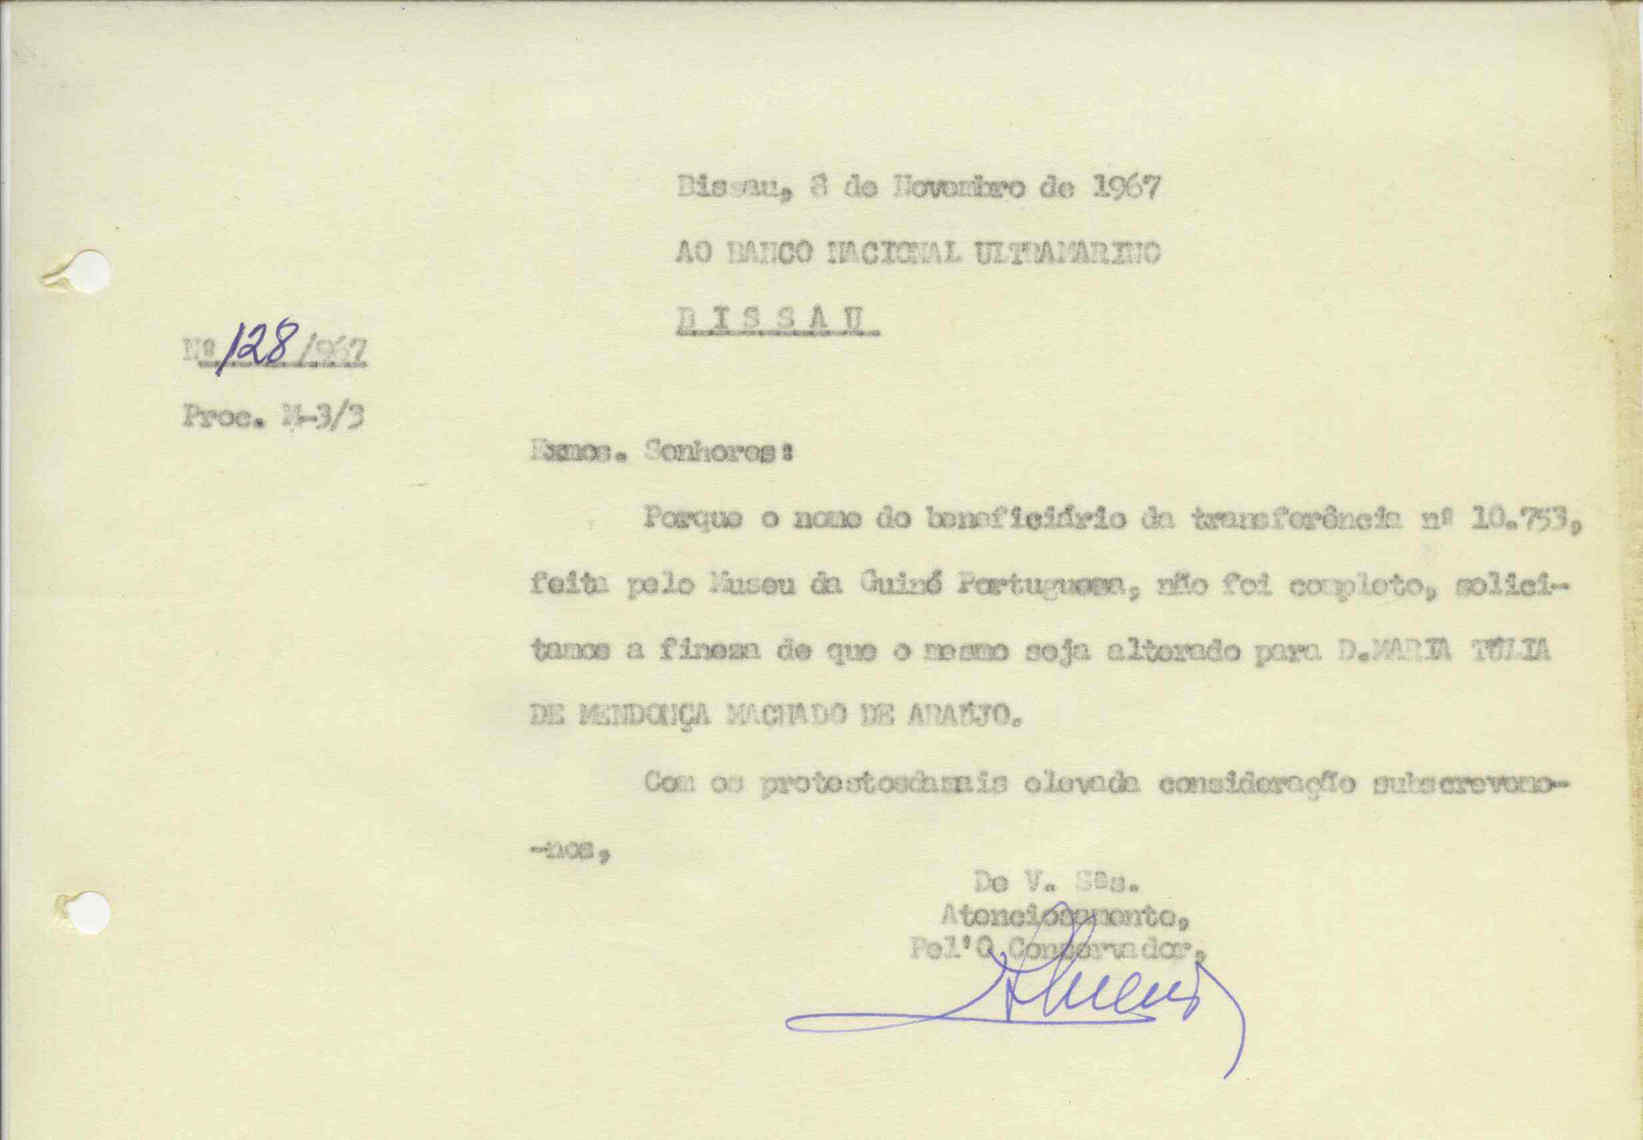 Bissau, 8 de Novembro de 1967
AO BANCO NACIONAL ULTRAMARINO
B I S S A U
Nº 128/967
Proc. M-3/3
Exmos. Senhores:
Porque o nome do beneficiário da transferência nº 10.753,
feita pelo Museu da Guiné Portuguesa, não foi completo, solici-
tamos a fineza de que o mesmo seja alterado para D.MARIA TÚLIA
DE MENDONÇA MACHADO DE ARAÚJO.
Com os protestosdamais elevada consideração subscrevemo-
-nos,
De V. Sªs.
Atenciosamente,
Pel'O Conservador,